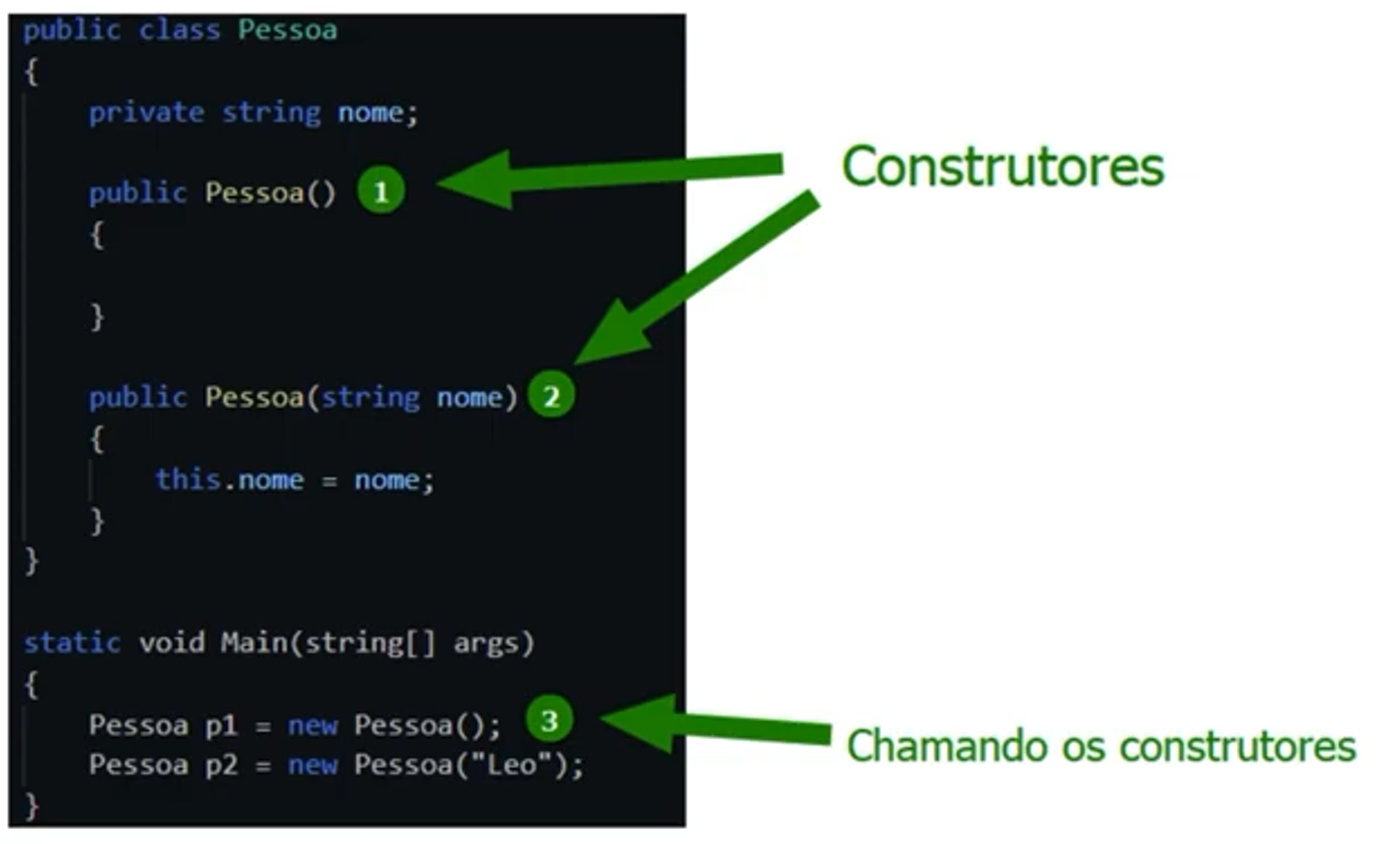 public class Pessoa
{
private string nome;
public Pessoa() 1
{
}
public Pessoa(string nome) 2
{
this.nome = nome;
}
}
static void Main(string[] args)
{
Pessoa p1 = new Pessoa(); 3
Pessoa p2 = new Pessoa("Leo");
}
Construtores
Chamando os construtores